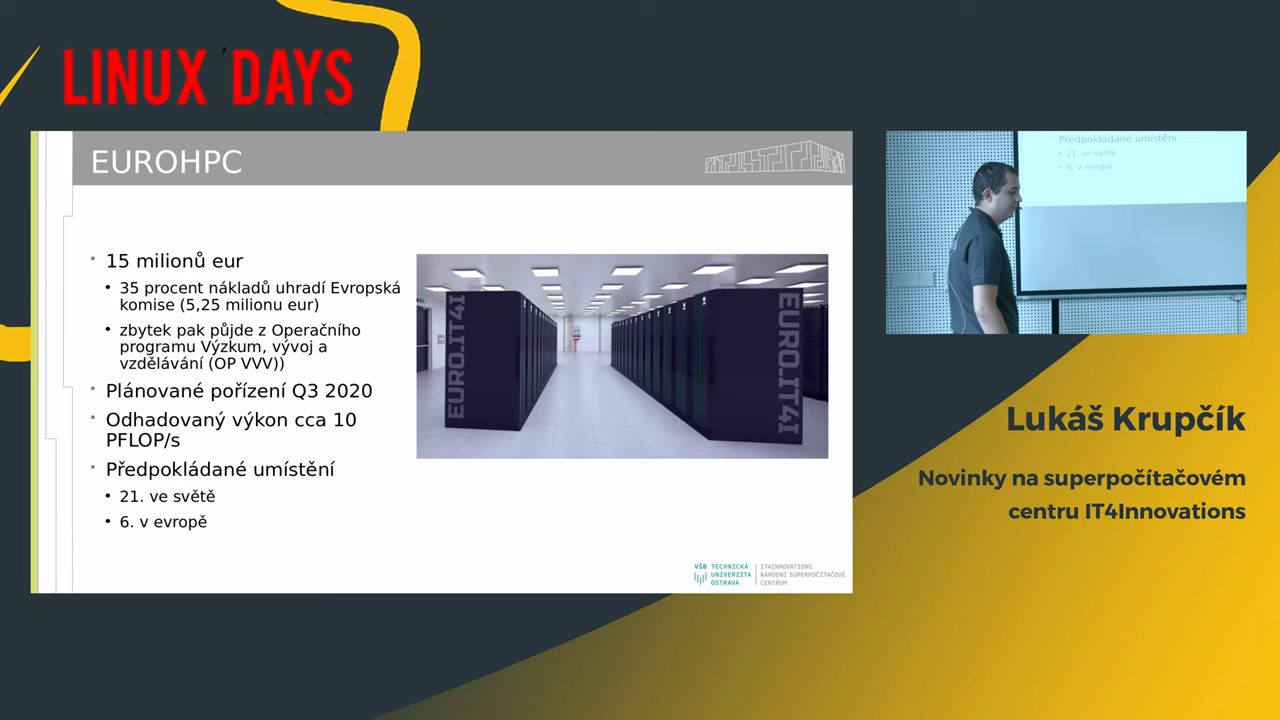 LINUX DAYS
EUROHPC
15 milionů eur
35 procent nákladů uhradí Evropská
komise (5,25 milionu eur)
zbytek pak půjde z Operačního
programu Výzkum, vývoj a
vzdělávání (OP VVV))
Plánované pořízení Q3 2020
Odhadovaný výkon cca 10
PFLOP/s
Předpokládané umístění
21. ve světě
6. v evropě
EURO.IT4I
EURO.IT4I
VŠB TECHNICKÁ
UNIVERZITA
OSTRAVA
IT4INNOVATIONS
NÁRODNÍ SUPERPOČÍTAČOVÉ
CENTRUM
Předpokládané umístění
21. ve světě
6. v evropě
Lukáš Krupčík
Novinky na superpočítačovém
centru IT4Innovations